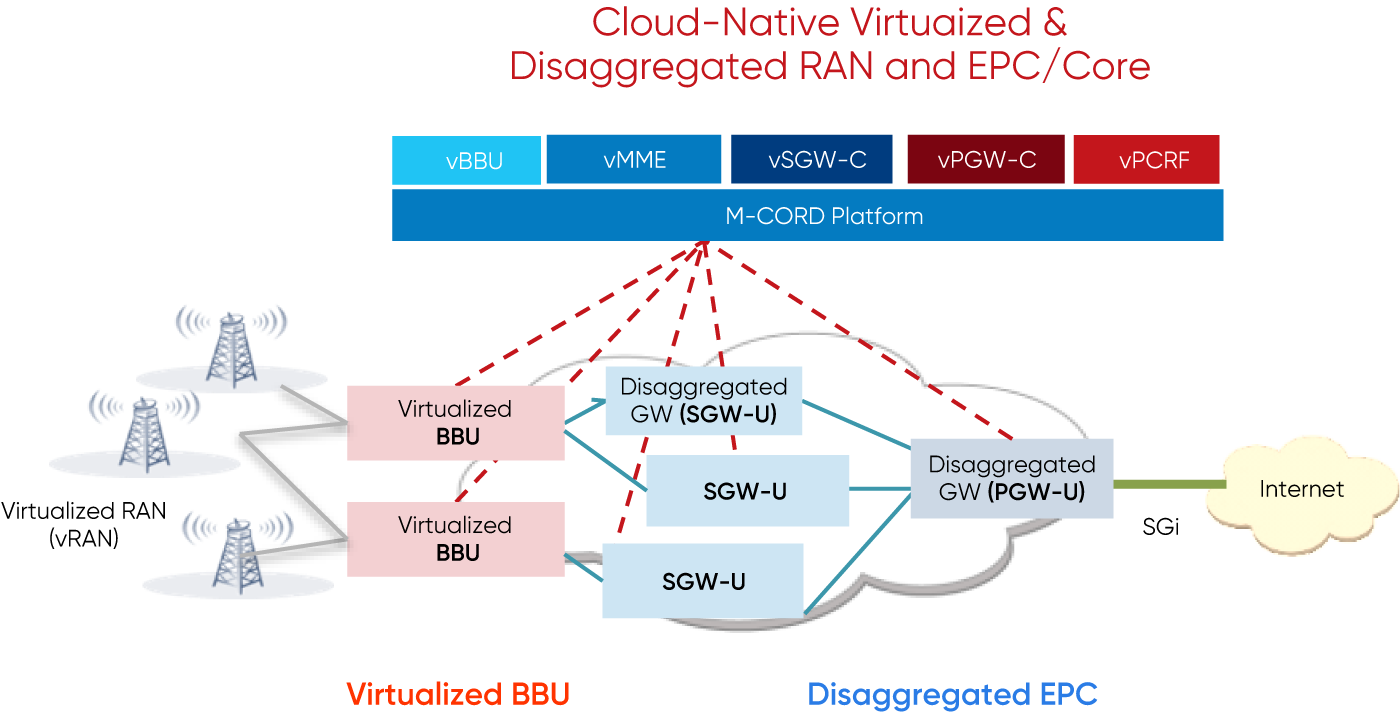 Cloud-Native Virtuaized &
Disaggregated RAN and EPC/Core
vBBU
vMME
vSGW-C
vPGW-C
vPCRF
M-CORD Platform
Virtualized
BBU
Disaggregated
GW (SGW-U)
SGW-U
Disaggregated
GW (PGW-U)
Internet
SGi
Virtualized RAN
(vRAN)
Virtualized
BBU
SGW-U
Virtualized BBU
Disaggregated EPC